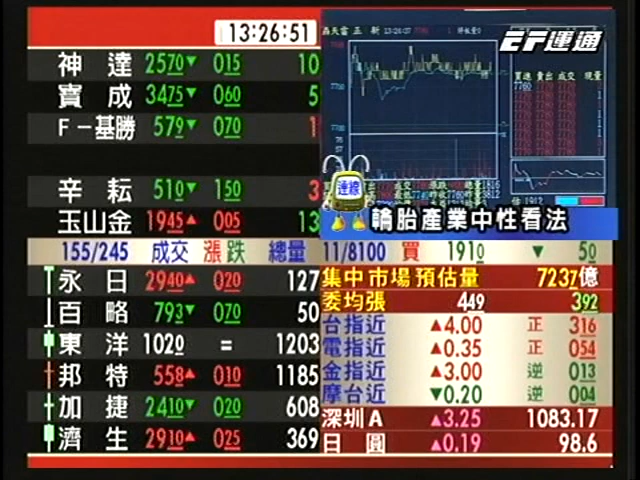 13:26:51
EF運通
神達 2570▼ 015 10
寶成 3475▼ 060 5
F－基勝 579▼ 070 1
辛耘 510▼ 150 3
玉山金 1945▲ 005 13
連線
輪胎產業中性看法
155/245 成交 漲跌 總量 11/8100 買 1910 ▼ 50
永日 2940▲ 020 127
百略 793▼ 070 50
東洋 1020 = 1203
邦特 558▲ 010 1185
加捷 2410▼ 020 608
濟生 2910▲ 025 369
集中市場預估量 7237億
委均張 449 392
台指近 ▲4.00 正 316
電指近 ▲0.35 正 054
金指近 ▲3.00 逆 013
摩台近 ▼0.20 逆 004
深圳A ▲3.25 1083.17
日圓 ▲0.19 98.6